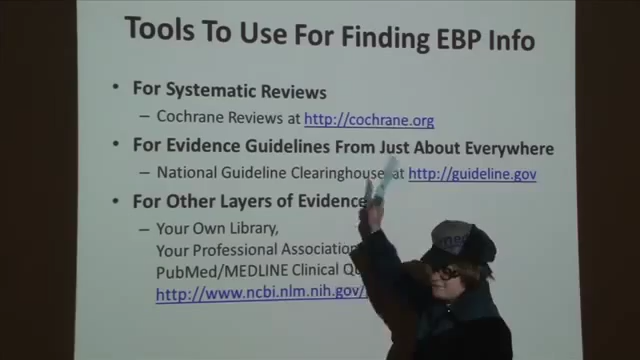 Tools To Use For Finding EBP Info
• For Systematic Reviews
– Cochrane Reviews at http://cochrane.org
• For Evidence Guidelines From Just About Everywhere
– National Guideline Clearinghouse at http://guideline.gov
• For Other Layers of Evidence
– Your Own Library,
Your Professional Association
PubMed/MEDLINE Clinical
http://www.ncbi.nlm.nih.gov/